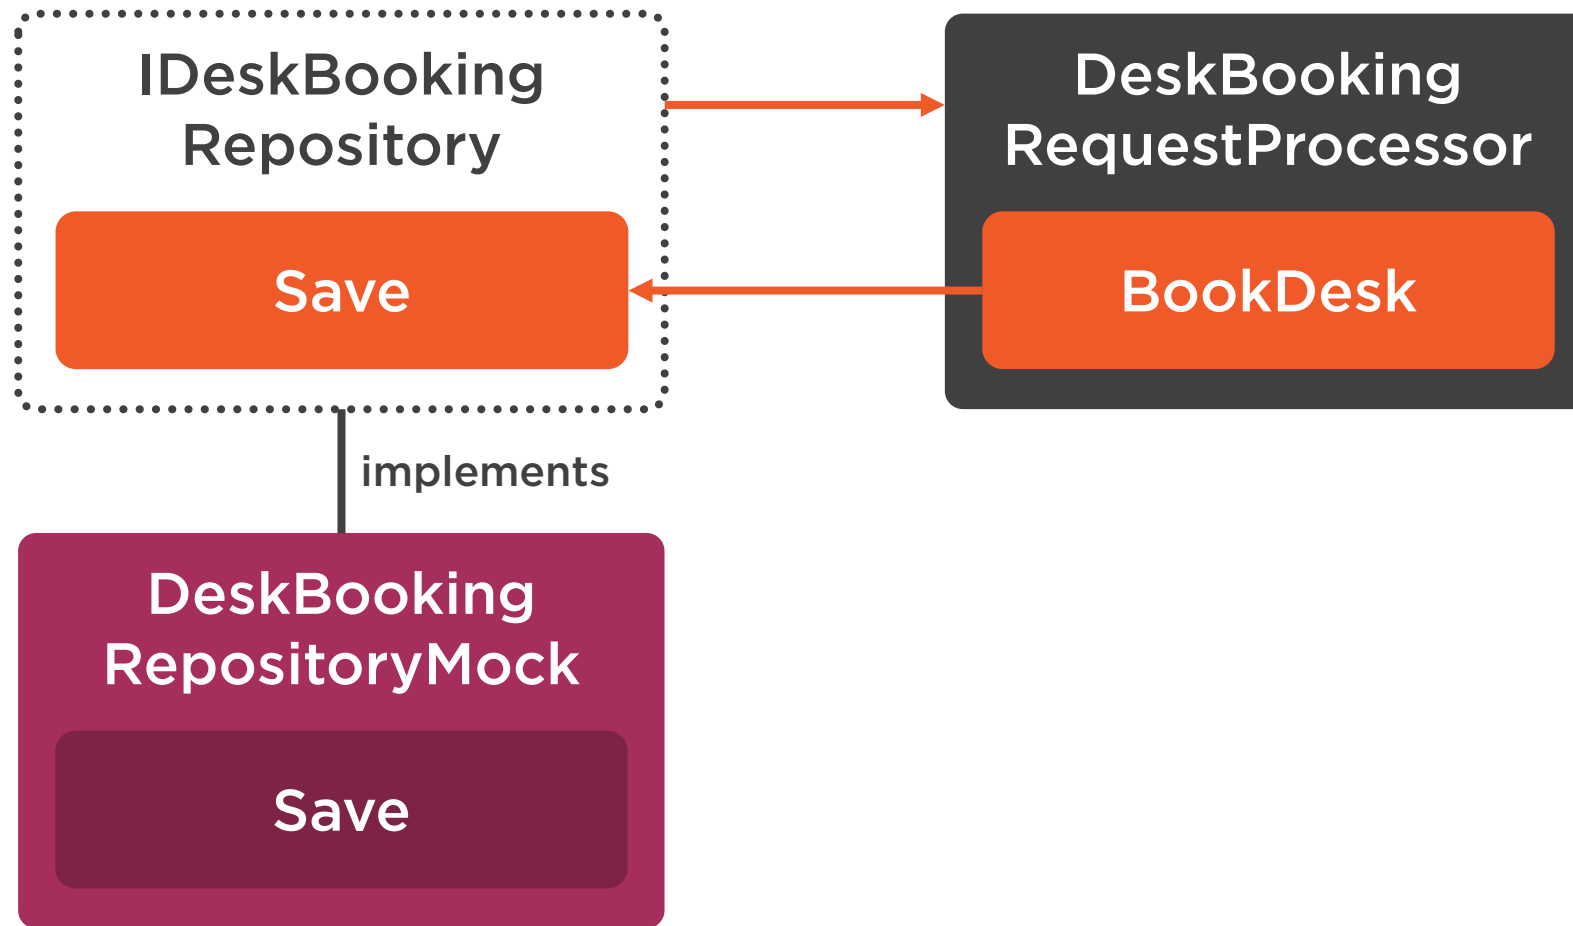 IDeskBooking
Repository
Save
DeskBooking
RequestProcessor
BookDesk
implements
DeskBooking
RepositoryMock
Save